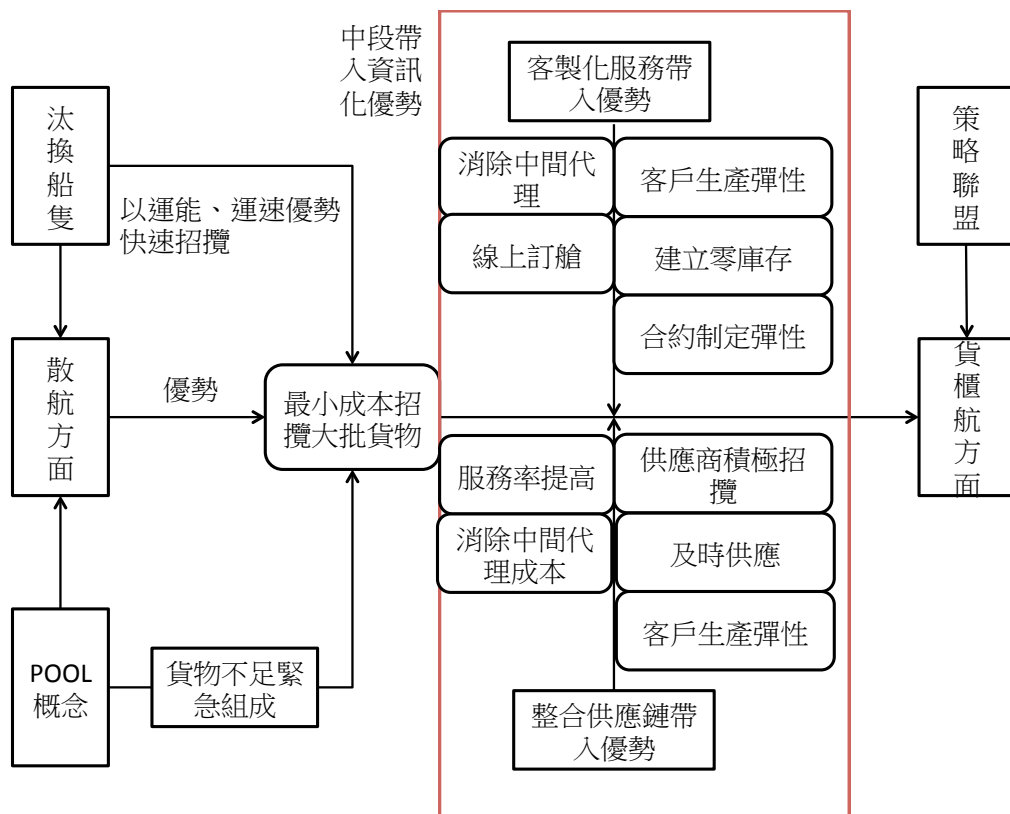 中段帶
入資訊
化優勢
客製化服務帶
入優勢
汰
換
船
隻
策
略
聯
盟
消除中間代
理
客戶生產彈性
以運能、運速優勢
快速招攬
線上訂艙
建立零庫存
合約制定彈性
散
航
方
面
優勢
最小成本招
攬大批貨物
貨
櫃
航
方
面
服務率提高
供應商積極招
攬
消除中間代
理成本
及時供應
客戶生產彈性
POOL
概念
貨物不足緊
急組成
整合供應鏈帶
入優勢